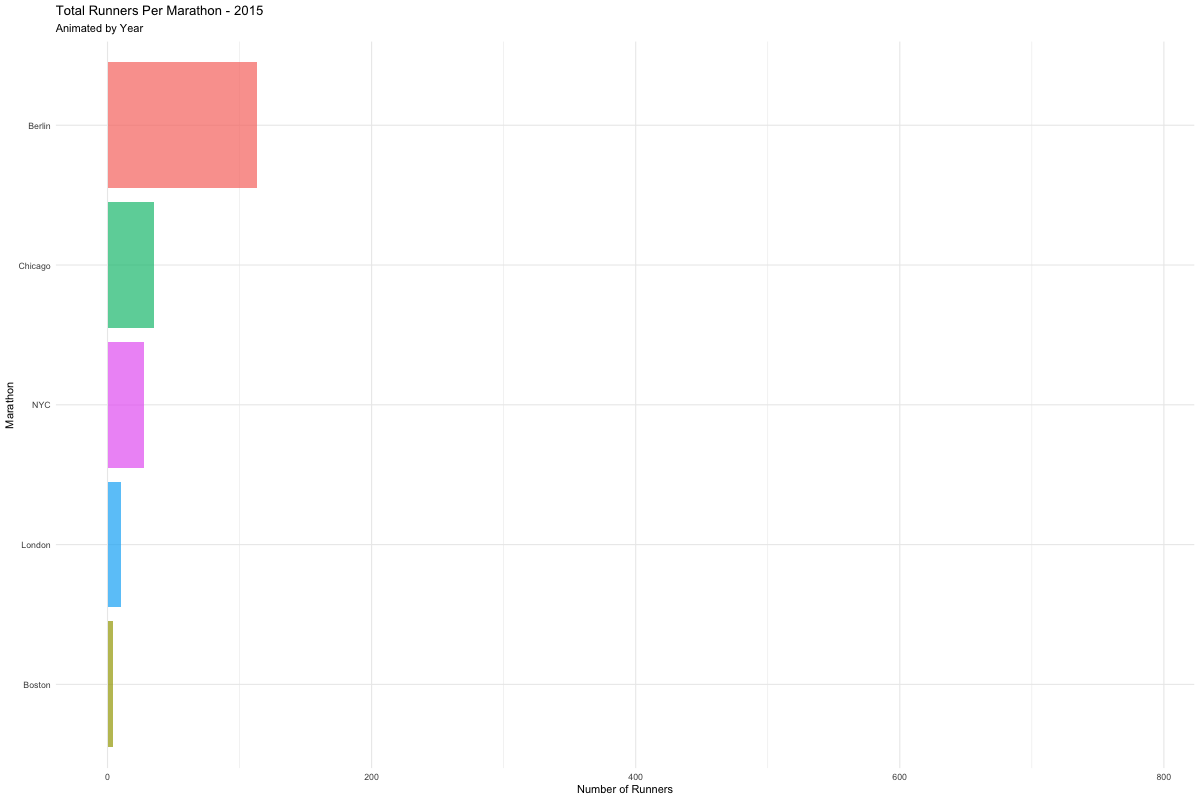 Total Runners Per Marathon - 2015
Animated by Year
Marathon
Berlin
Chicago
NYC
London
Boston
0 200 400 600 800
Number of Runners